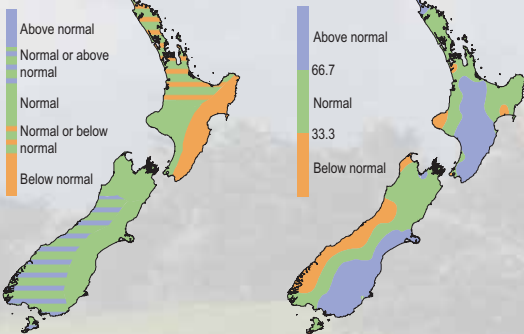 Above normal
Normal or above
normal
Normal
Normal or below
normal
Below normal
Above normal
66.7
Normal
33.3
Below normal